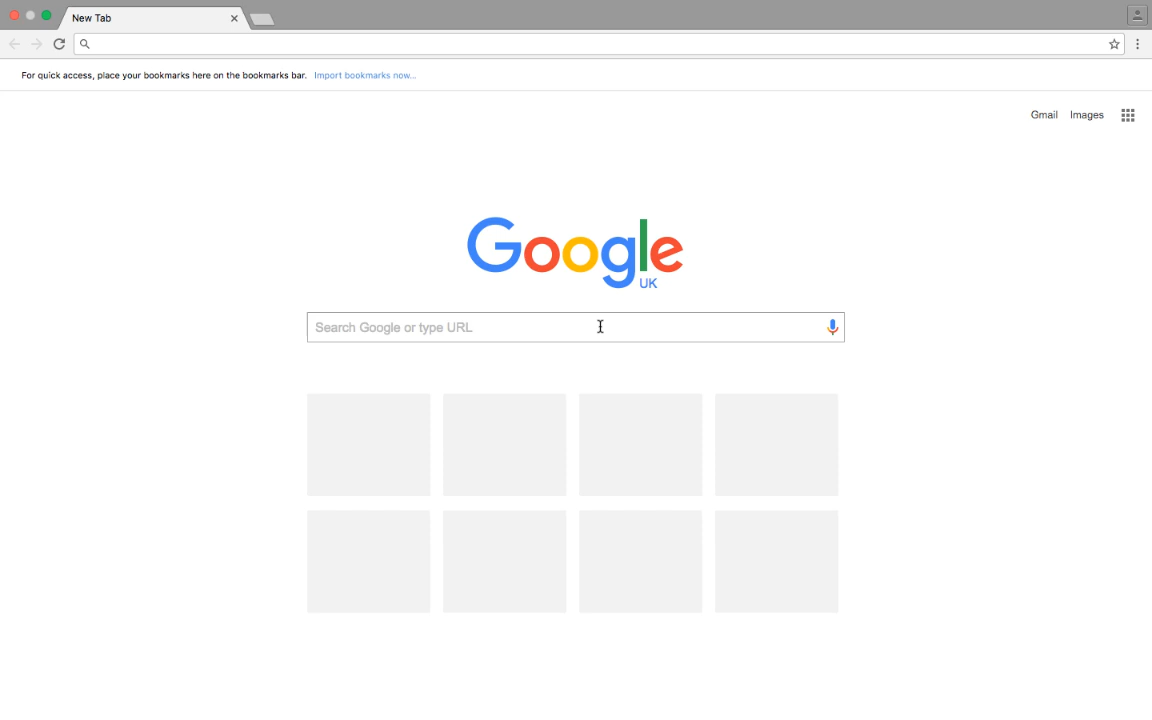 New Tab
For quick access, place your bookmarks here on the bookmarks bar. Import bookmarks now...
Gmail Images
Google
UK
Search Google or type URL